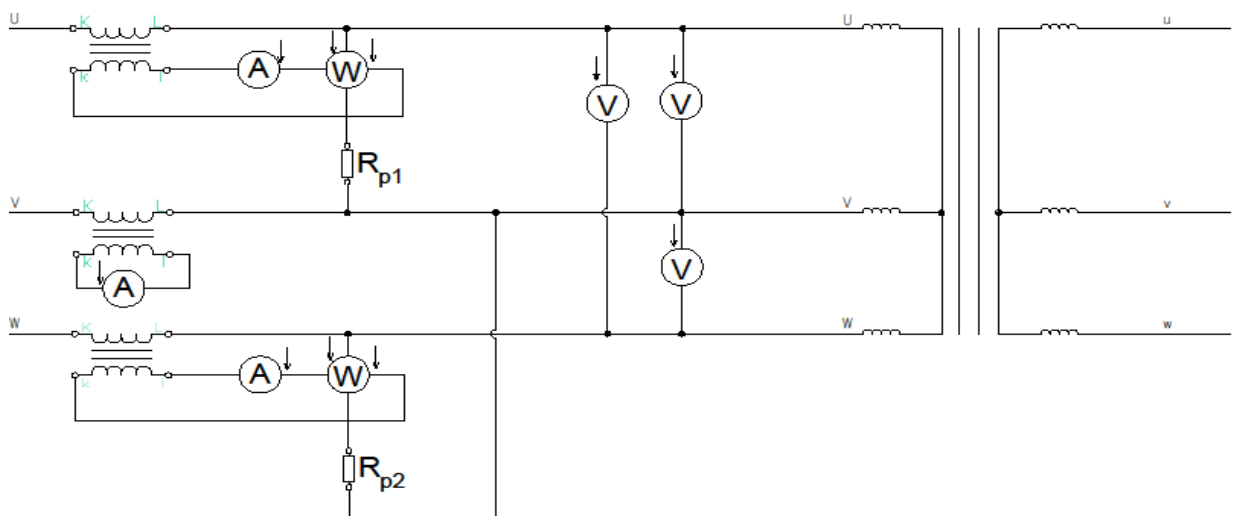 U K L U u
k l A W V V
Rp1
V K L V v
k l A V
W K L W w
k l A W
Rp2